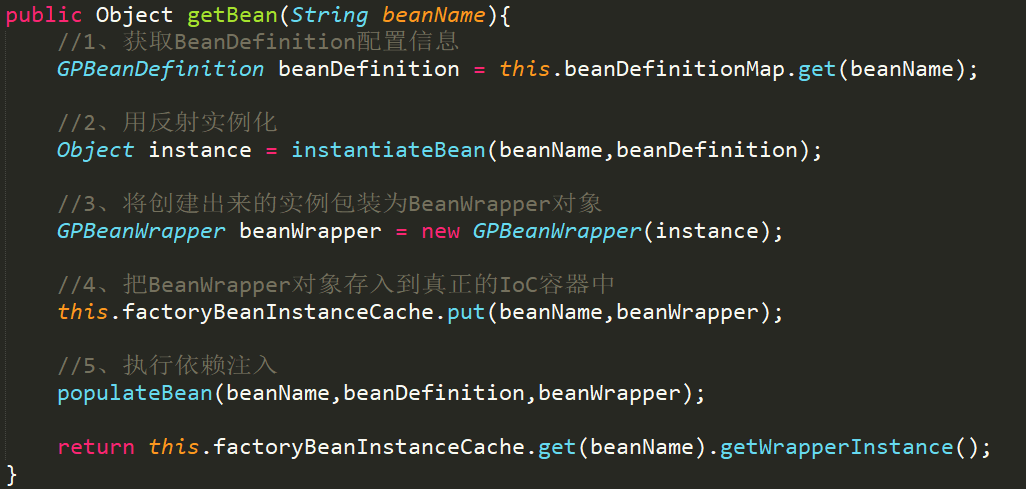 public Object getBean(String beanName){
//1、获取BeanDefinition配置信息
GPBeanDefinition beanDefinition = this.beanDefinitionMap.get(beanName);
//2、用反射实例化
Object instance = instantiateBean(beanName,beanDefinition);
//3、将创建出来的实例包装为BeanWrapper对象
GPBeanWrapper beanWrapper = new GPBeanWrapper(instance);
//4、把BeanWrapper对象存入到真正的IoC容器中
this.factoryBeanInstanceCache.put(beanName,beanWrapper);
//5、执行依赖注入
populateBean(beanName,beanDefinition,beanWrapper);
return this.factoryBeanInstanceCache.get(beanName).getWrapperInstance();
}